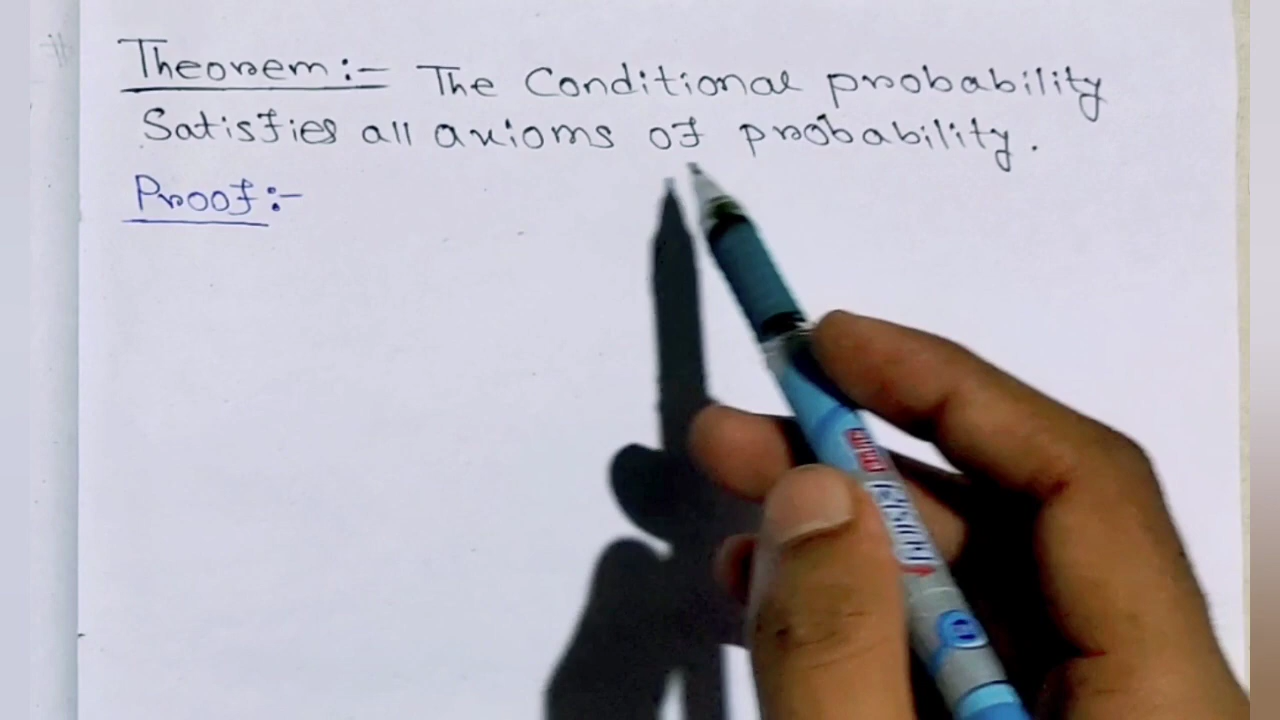 Theorem :- The Conditional probability
Satisfies all axioms of probability.
Proof :-